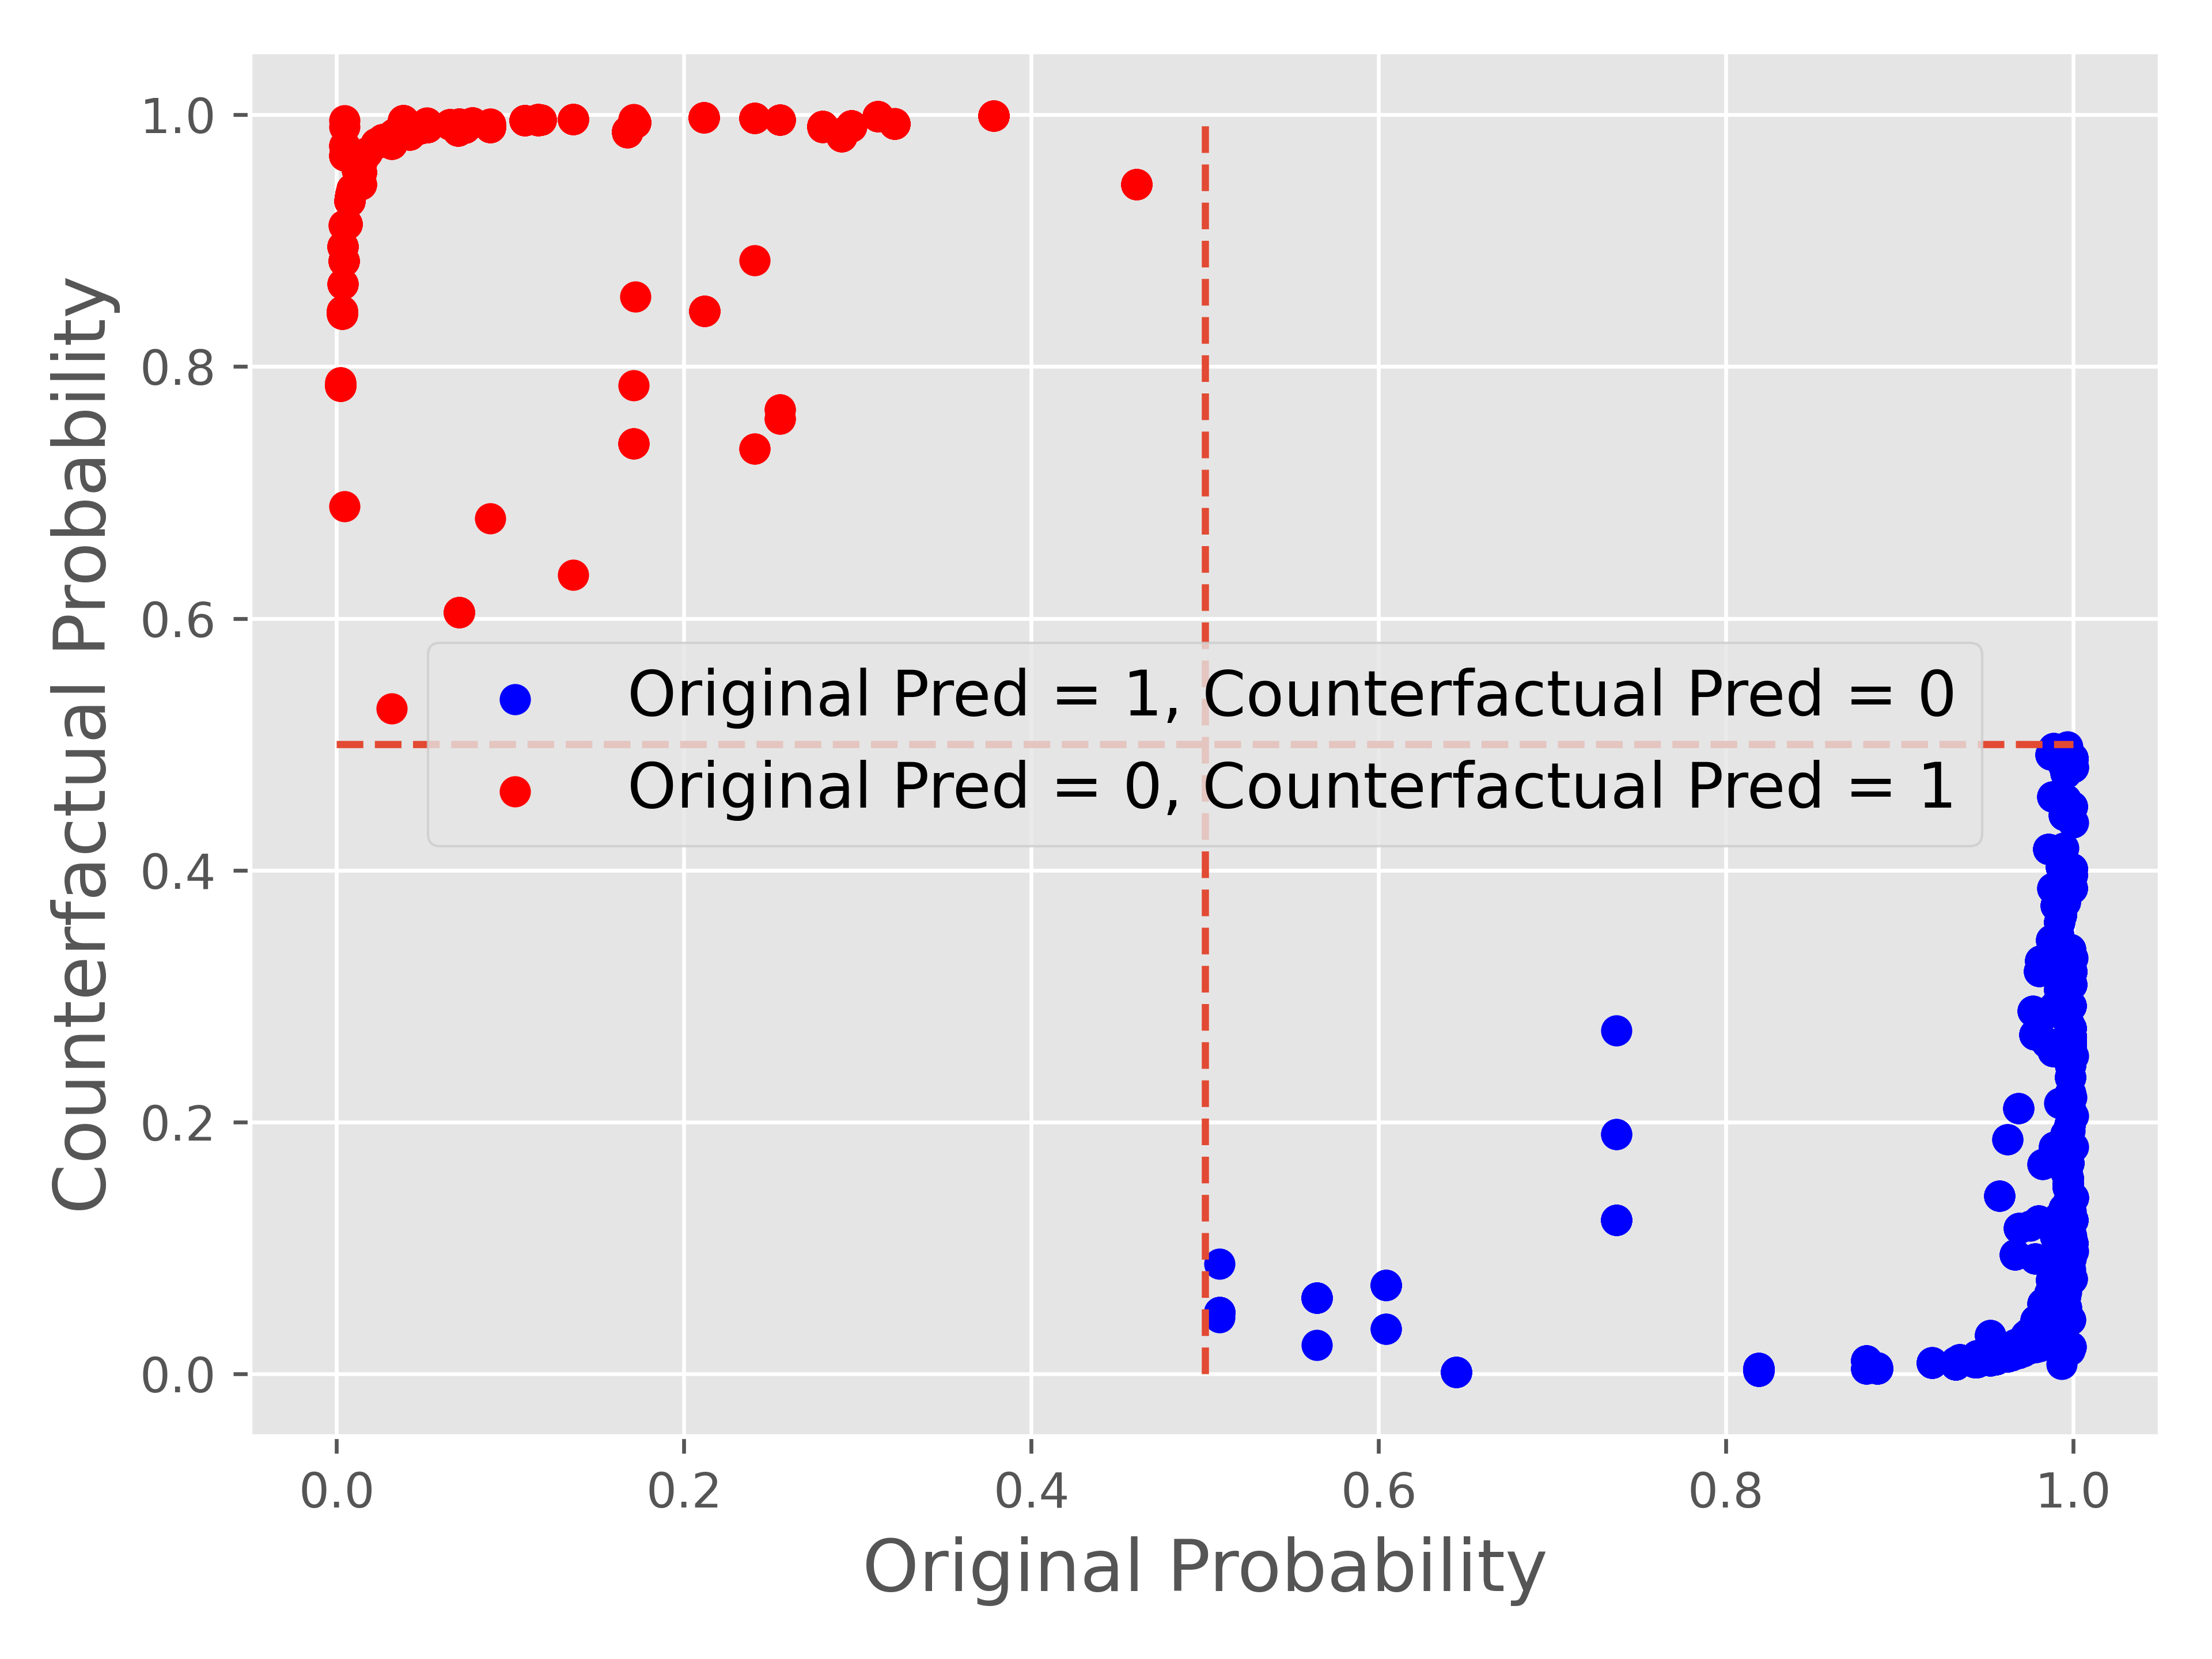 Counterfactual Probability
1.0
0.8
0.6
0.4
0.2
0.0
Original Pred = 1, Counterfactual Pred = 0
Original Pred = 0, Counterfactual Pred = 1
0.0 0.2 0.4 0.6 0.8 1.0
Original Probability